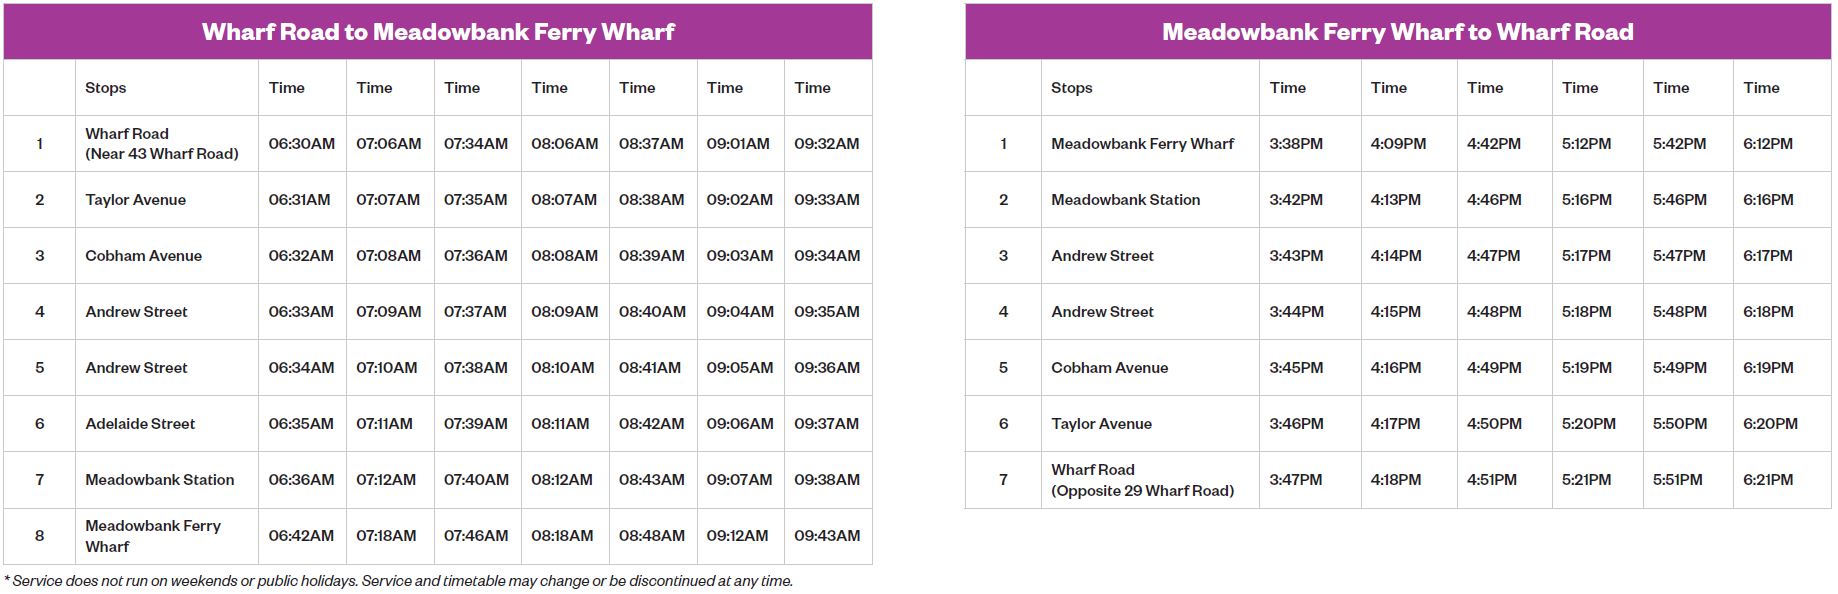 Wharf Road to Meadowbank Ferry Wharf
Stops Time Time Time Time Time Time Time
1 Wharf Road (Near 43 Wharf Road) 06:30AM 07:06AM 07:34AM 08:06AM 08:37AM 09:01AM 09:32AM
2 Taylor Avenue 06:31AM 07:07AM 07:35AM 08:07AM 08:38AM 09:02AM 09:33AM
3 Cobham Avenue 06:32AM 07:08AM 07:36AM 08:08AM 08:39AM 09:03AM 09:34AM
4 Andrew Street 06:33AM 07:09AM 07:37AM 08:09AM 08:40AM 09:04AM 09:35AM
5 Andrew Street 06:34AM 07:10AM 07:38AM 08:10AM 08:41AM 09:05AM 09:36AM
6 Adelaide Street 06:35AM 07:11AM 07:39AM 08:11AM 08:42AM 09:06AM 09:37AM
7 Meadowbank Station 06:36AM 07:12AM 07:40AM 08:12AM 08:43AM 09:07AM 09:38AM
8 Meadowbank Ferry Wharf 06:42AM 07:18AM 07:46AM 08:18AM 08:48AM 09:12AM 09:43AM
* Service does not run on weekends or public holidays. Service and timetable may change or be discontinued at any time.
Meadowbank Ferry Wharf to Wharf Road
Stops Time Time Time Time Time Time
1 Meadowbank Ferry Wharf 3:38PM 4:09PM 4:42PM 5:12PM 5:42PM 6:12PM
2 Meadowbank Station 3:42PM 4:13PM 4:46PM 5:16PM 5:46PM 6:16PM
3 Andrew Street 3:43PM 4:14PM 4:47PM 5:17PM 5:47PM 6:17PM
4 Andrew Street 3:44PM 4:15PM 4:48PM 5:18PM 5:48PM 6:18PM
5 Cobham Avenue 3:45PM 4:16PM 4:49PM 5:19PM 5:49PM 6:19PM
6 Taylor Avenue 3:46PM 4:17PM 4:50PM 5:20PM 5:50PM 6:20PM
7 Wharf Road (Opposite 29 Wharf Road) 3:47PM 4:18PM 4:51PM 5:21PM 5:51PM 6:21PM